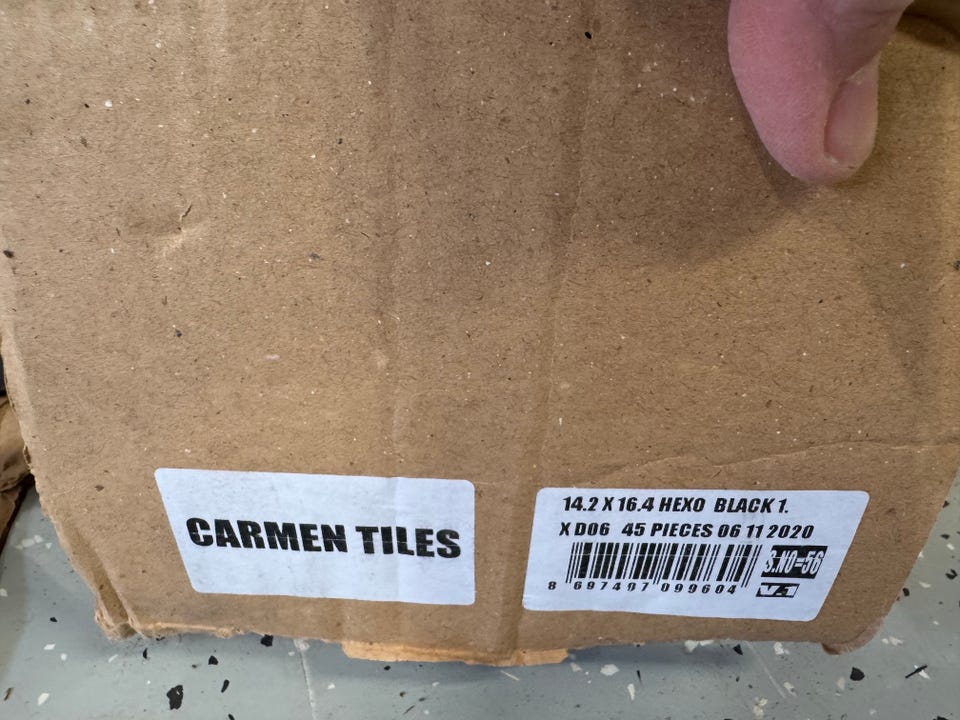 CARMEN TILES
14.2 X 16.4 HEXO BLACK 1.
X D06 45 PIECES 06 11 2020
S.NO=56
8 697497 099604
V.1